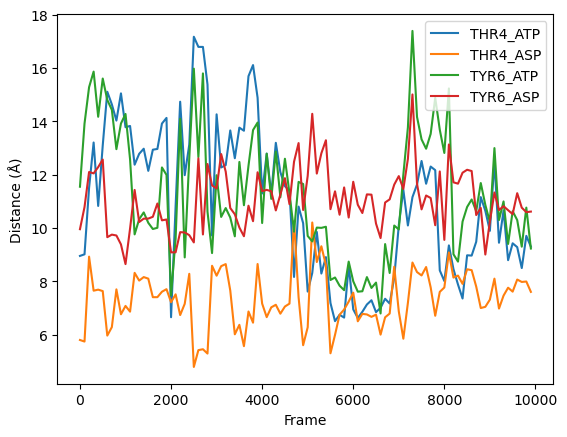 18
16
14
12
10
8
6
Distance (Å)
0
2000
4000
6000
8000
10000
Frame
THR4_ATP
THR4_ASP
TYR6_ATP
TYR6_ASP